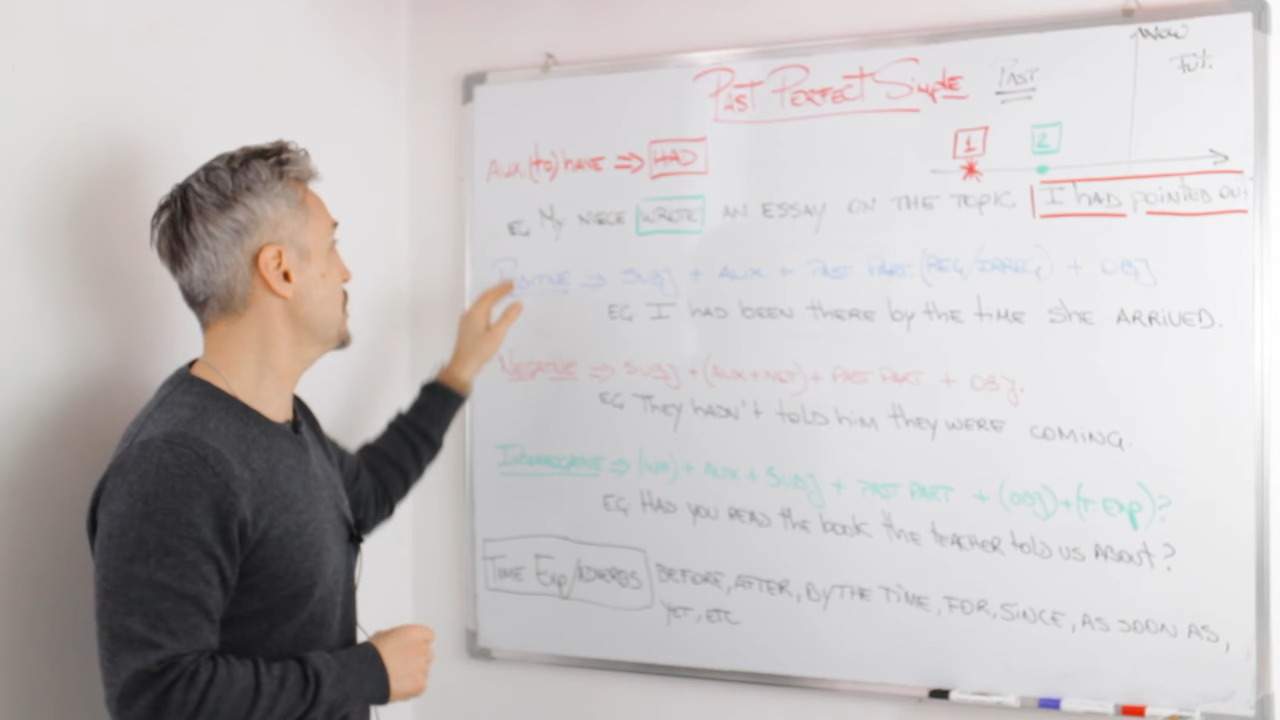 Now
Past Perfect Simple PAST Fut.
1 2
AUX (to) HAVE ⇒ HAD
EG MY NIECE WROTE AN ESSAY ON THE TOPIC I HAD POINTED OUT
POSITIVE ⇒ SUBJ + AUX + PAST PART (REG/IRREG) + OBJ
EG I HAD BEEN there by the time she ARRIVED.
NEGATIVE ⇒ SUBJ + (AUX+NOT) + PAST PART + OBJ.
EG They HADN'T told him they WERE COMING.
INTERROGATIVE ⇒ (WH) + AUX + SUBJ + PAST PART + (OBJ)+(T. Exp)?
EG HAD you READ the book the teacher told us About?
TIME Exp/ADVERBS BEFORE, AFTER, By THE TIME, FOR, SINCE, AS SOON AS,
YET, ETC